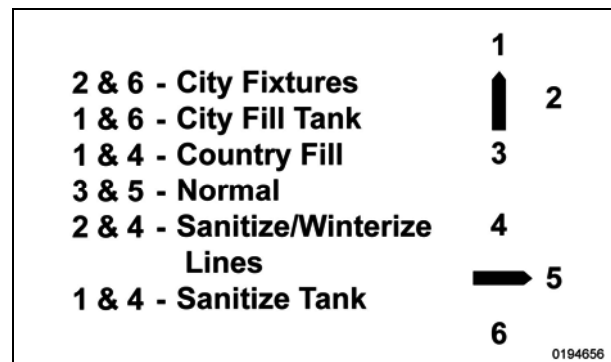 1
2 & 6 - City Fixtures
2
1 & 6 - City Fill Tank
1 & 4 - Country Fill
3
3 & 5 - Normal
2 & 4 - Sanitize/Winterize
4
Lines
5
1 & 4 - Sanitize Tank
6
0194656